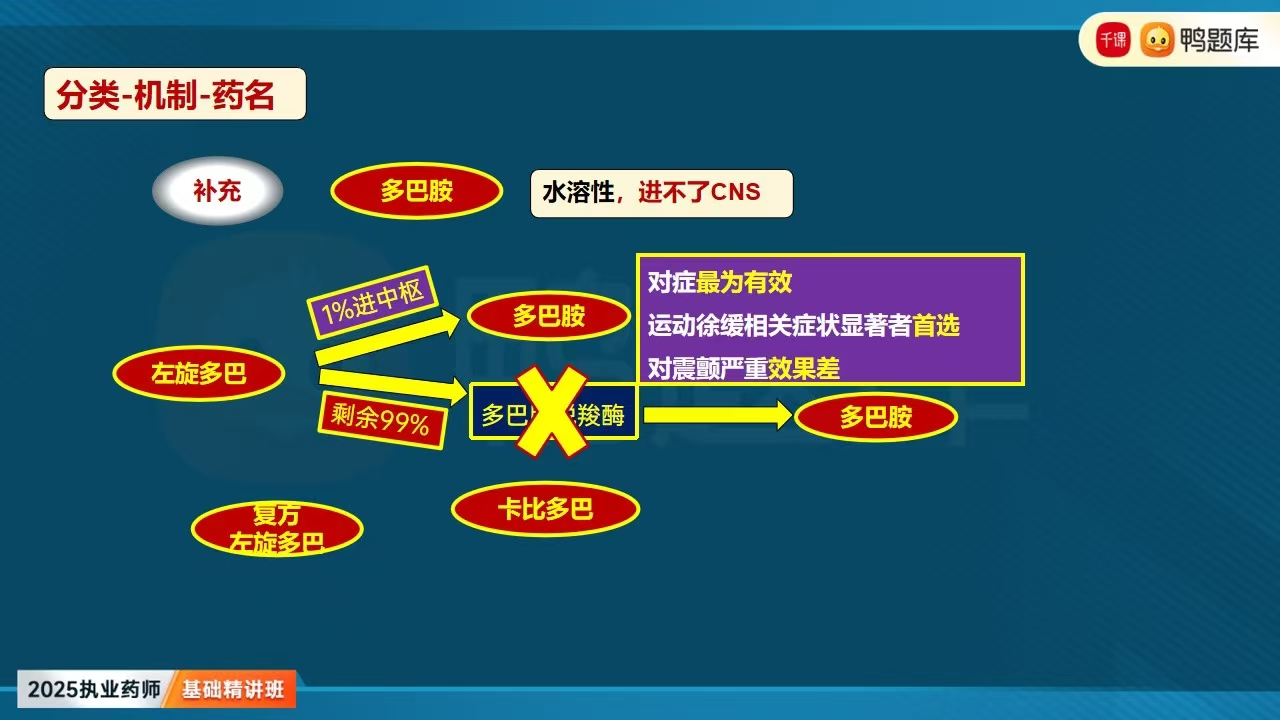 千课 鸭题库
分类-机制-药名
补充
多巴胺
水溶性，进不了CNS
1%进中枢
多巴胺
对症最为有效
运动徐缓相关症状显著者首选
对震颤严重效果差
左旋多巴
剩余99%
多巴 羧酶
多巴胺
复方
左旋多巴
卡比多巴
2025执业药师 基础精讲班